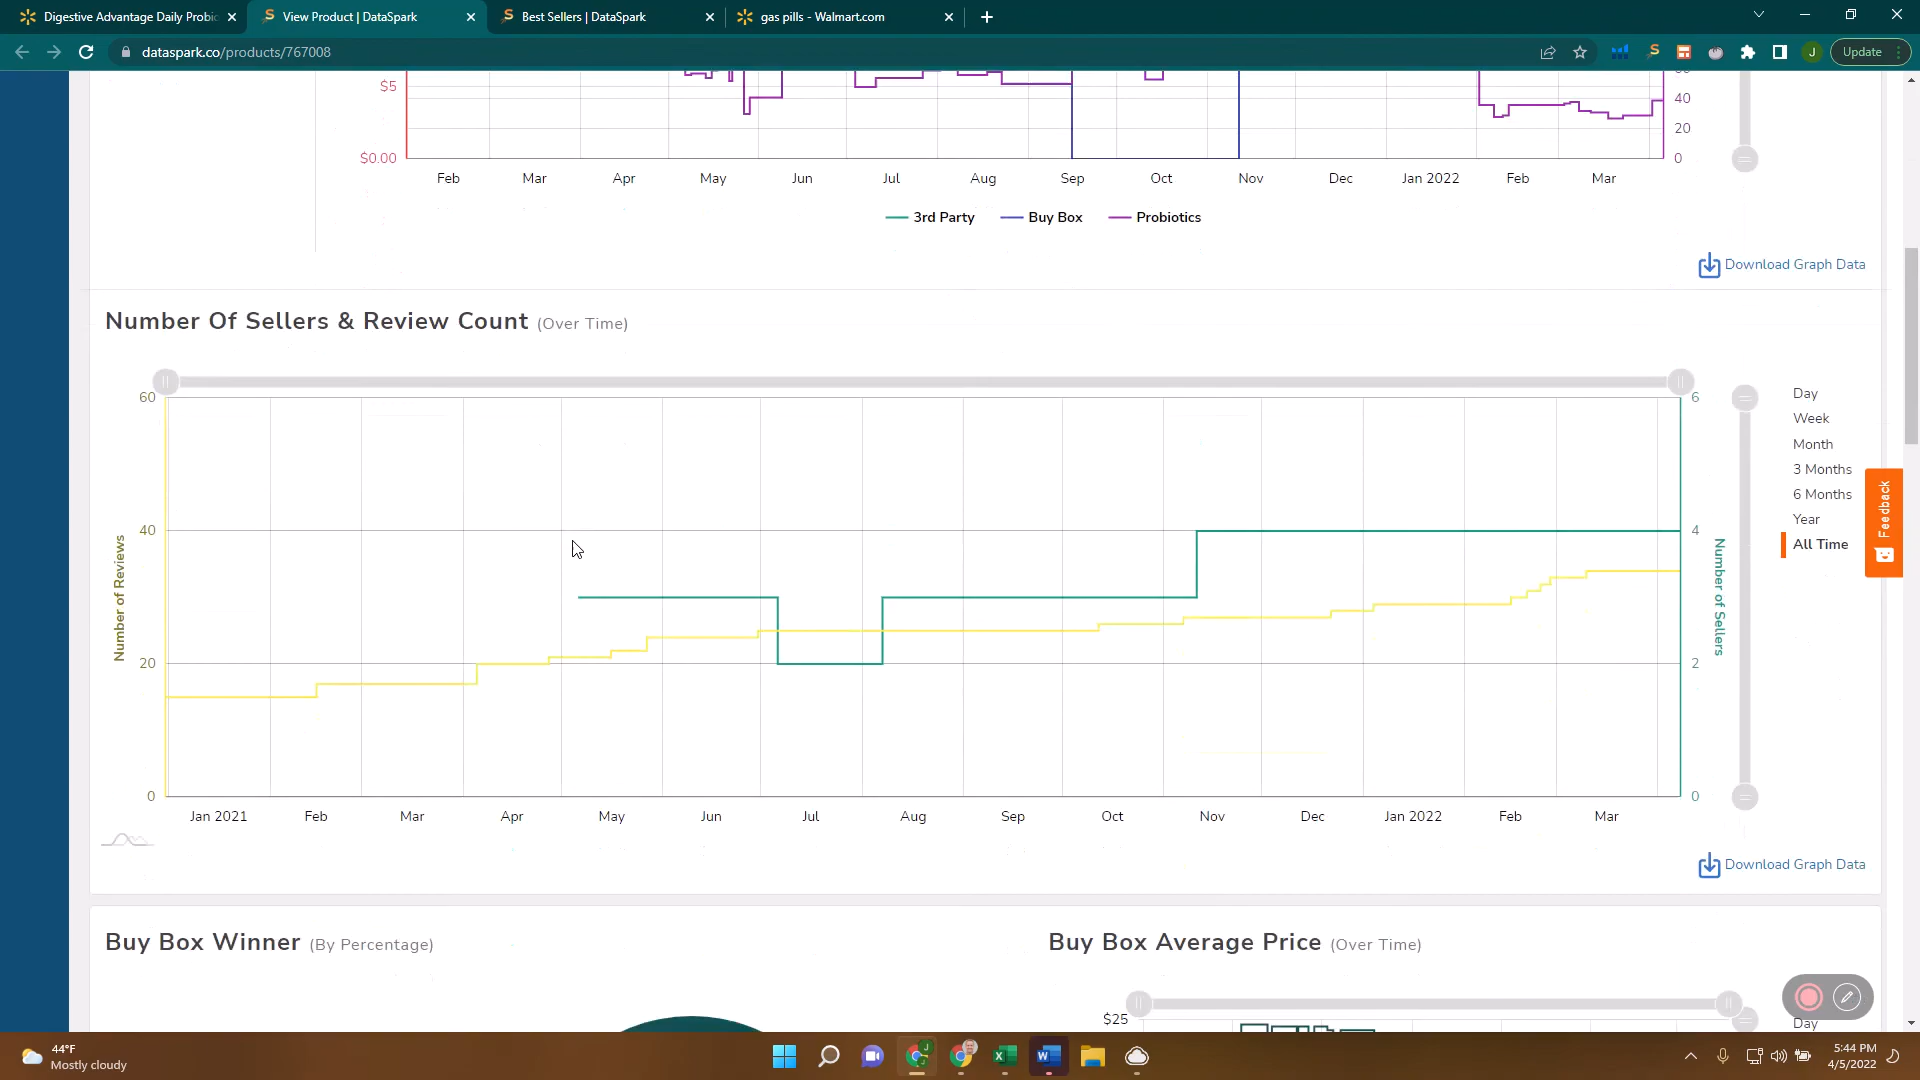 Digestive Advantage Daily Probio
View Product | DataSpark
Best Sellers | DataSpark
gas pills - Walmart.com
dataspark.co/products/767008
J
Update
$5
$0.00
40
20
0
Feb Mar Apr May Jun Jul Aug Sep Oct Nov Dec Jan 2022 Feb Mar
3rd Party Buy Box Probiotics
Download Graph Data
Number Of Sellers & Review Count (Over Time)
60
40
20
0
Number of Reviews
6
4
2
0
Number of Sellers
Day
Week
Month
3 Months
6 Months
Year
All Time
Feedback
Jan 2021 Feb Mar Apr May Jun Jul Aug Sep Oct Nov Dec Jan 2022 Feb Mar
Download Graph Data
Buy Box Winner (By Percentage)
Buy Box Average Price (Over Time)
$25
Day
44°F
Mostly cloudy
5:44 PM
4/5/2022